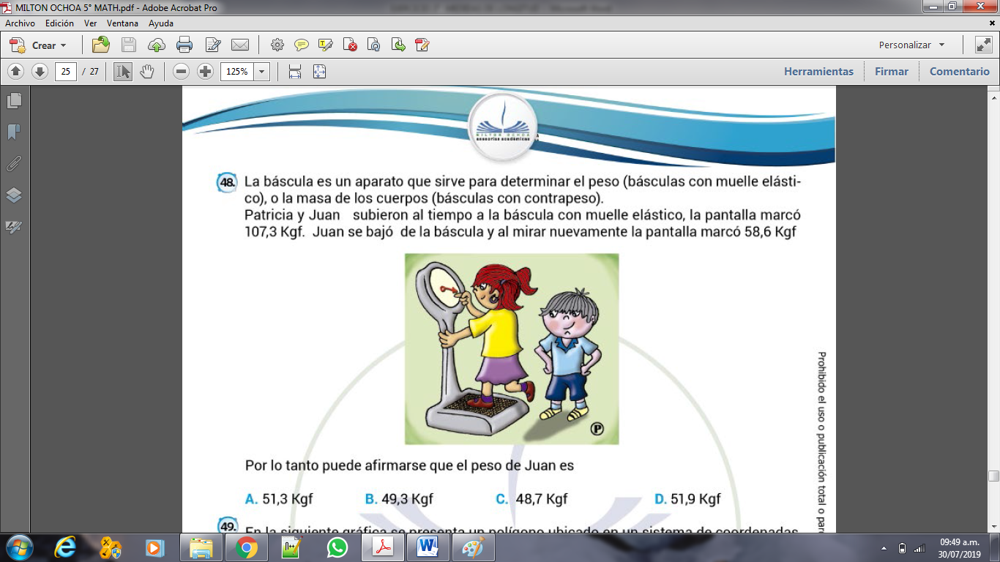 MILTON OCHOA 5° MATH.pdf - Adobe Acrobat Pro
Archivo Edición Ver Ventana Ayuda
Crear
Personalizar
25 / 27
125%
Herramientas Firmar Comentario
MILTON OCHOA
asesorías académicas
48. La báscula es un aparato que sirve para determinar el peso (básculas con muelle elásti-
co), o la masa de los cuerpos (básculas con contrapeso).
Patricia y Juan subieron al tiempo a la báscula con muelle elástico, la pantalla marcó
107,3 Kgf. Juan se bajó de la báscula y al mirar nuevamente la pantalla marcó 58,6 Kgf
P
Prohibido el uso o publicación total o parc
Por lo tanto puede afirmarse que el peso de Juan es
A. 51,3 Kgf B. 49,3 Kgf C. 48,7 Kgf D. 51,9 Kgf
49. En la siguiente gráfica se presenta un polígono ubicado en un sistema de coordenadas
09:49 a.m.
30/07/2019